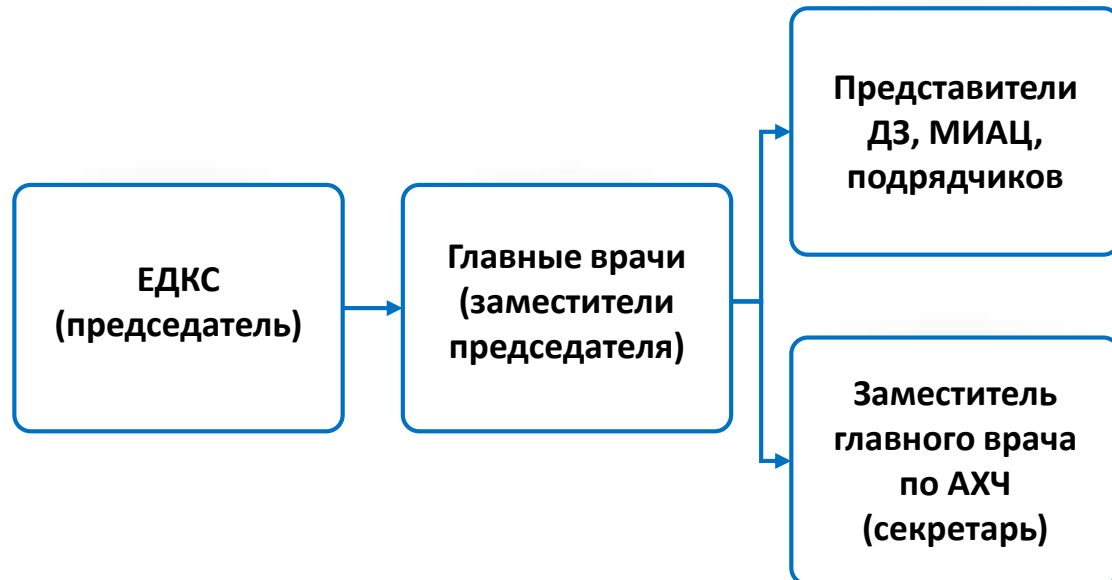 ЕДКС
(председатель)
Главные врачи
(заместители
председателя)
Представители
ДЗ, МИАЦ,
подрядчиков
Заместитель
главного врача
по АХЧ
(секретарь)